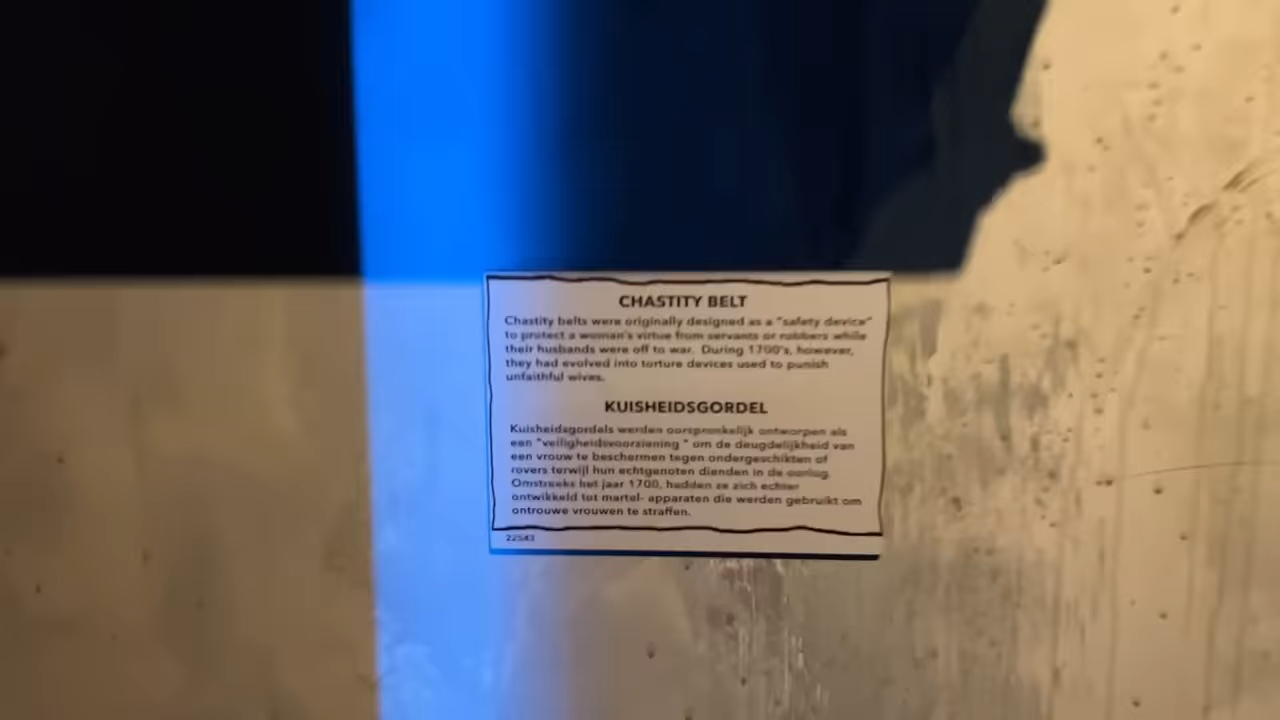 CHASTITY BELT
Chastity belts were originally designed as a "safety device"
to protect a woman's virtue from servants or robbers while
their husbands were off to war. During 1700's, however,
they had evolved into torture devices used to punish
unfaithful wives.
KUISHEIDSGORDEL
Kuisheidsgordels werden oorspronkelijk ontworpen als
een "veiligheidsvoorziening " om de deugdelijkheid van
een vrouw te beschermen tegen ondergeschikten of
rovers terwijl hun echtgenoten dienden in de oorlog.
Omstreeks het jaar 1700, hadden ze zich echter
ontwikkeld tot martel- apparaten die werden gebruikt om
ontrouwe vrouwen te straffen.
22543